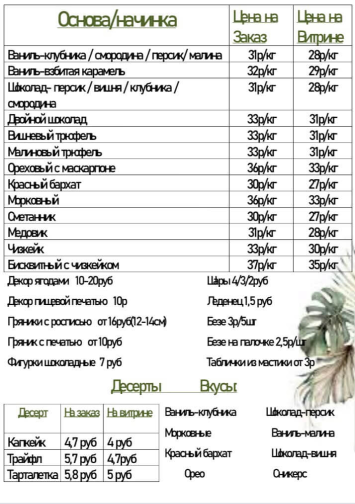 Основа/начинка Цена на Заказ Цена на Витрине
Ваниль-клубника / смородина / персик/ малина 31р/кг 28р/кг
Ваниль-взбитая карамель 32р/кг 29р/кг
Шоколад- персик / вишня / клубника / смородина 31р/кг 28р/кг
Двойной шоколад 33р/кг 31р/кг
Вишневый трюфель 33р/кг 31р/кг
Малиновый трюфель 33р/кг 31р/кг
Ореховый с маскарпоне 36р/кг 33р/кг
Красный бархат 30р/кг 27р/кг
Морковный 36р/кг 33р/кг
Сметанник 30р/кг 27р/кг
Медовик 31р/кг 28р/кг
Чизкейк 33р/кг 30р/кг
Бисквитный с чизкейком 37р/кг 35р/кг
Декор ягодами 10-20руб Шары 4/3/2руб
Декор пищевой печатью 10р Леденец 1,5 руб
Пряники с росписью от 16руб(12-14см) Безе 3р/5шт
Пряник с печатью от 10руб Безе на палочке 2,5р/шт
Фигурки шоколадные 7 руб Таблички из мастики от 3р
Десерты Вкусы:
Десерт На заказ На витрине
Капкейк 4,7 руб 4 руб
Трайфл 5,7 руб 4,7руб
Тарталетка 5,8 руб 5 руб
Ваниль-клубника Шоколад-персик
Морковные Ваниль-малина
Красный бархат Шоколад-вишня
Орео Сникерс